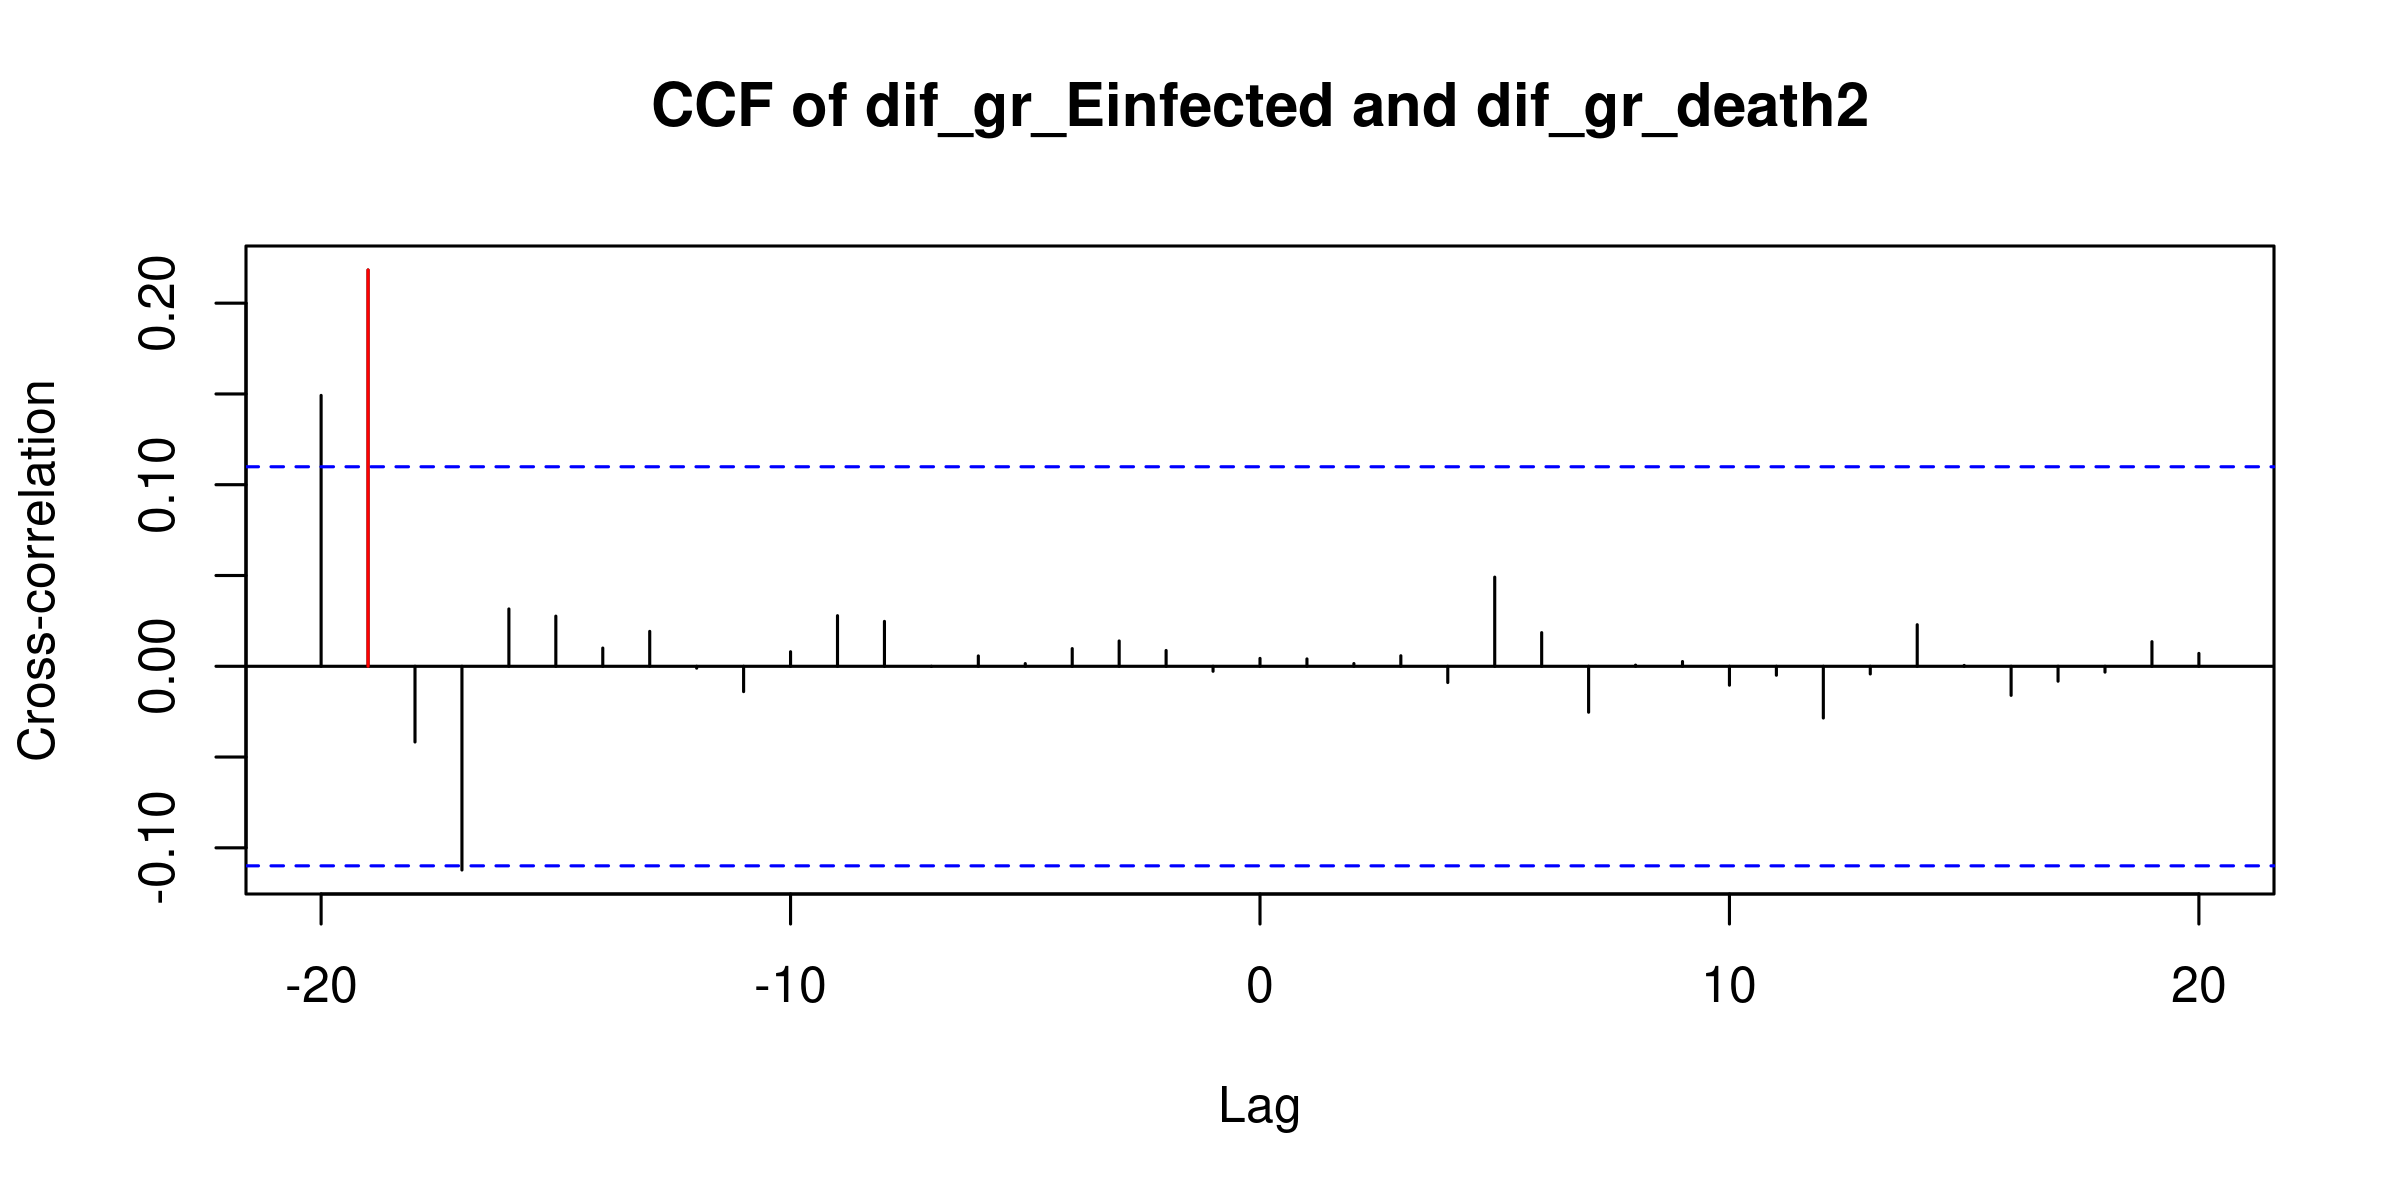 CCF of dif_gr_Einfected and dif_gr_death2
Cross-correlation
0.20
0.10
0.00
-0.10
-20 -10 0 10 20
Lag